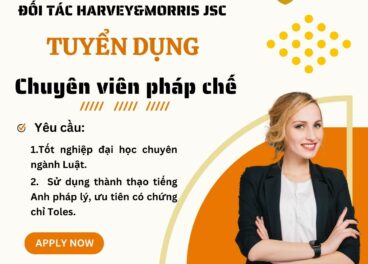 ĐỐI TÁC HARVEY&MORRIS JSC
TUYỂN DỤNG
Chuyên viên pháp chế
Yêu cầu:
1.Tốt nghiệp đại học chuyên
ngành Luật.
2. Sử dụng thành thạo tiếng
Anh pháp lý, ưu tiên có chứng
chỉ Toles.
APPLY NOW